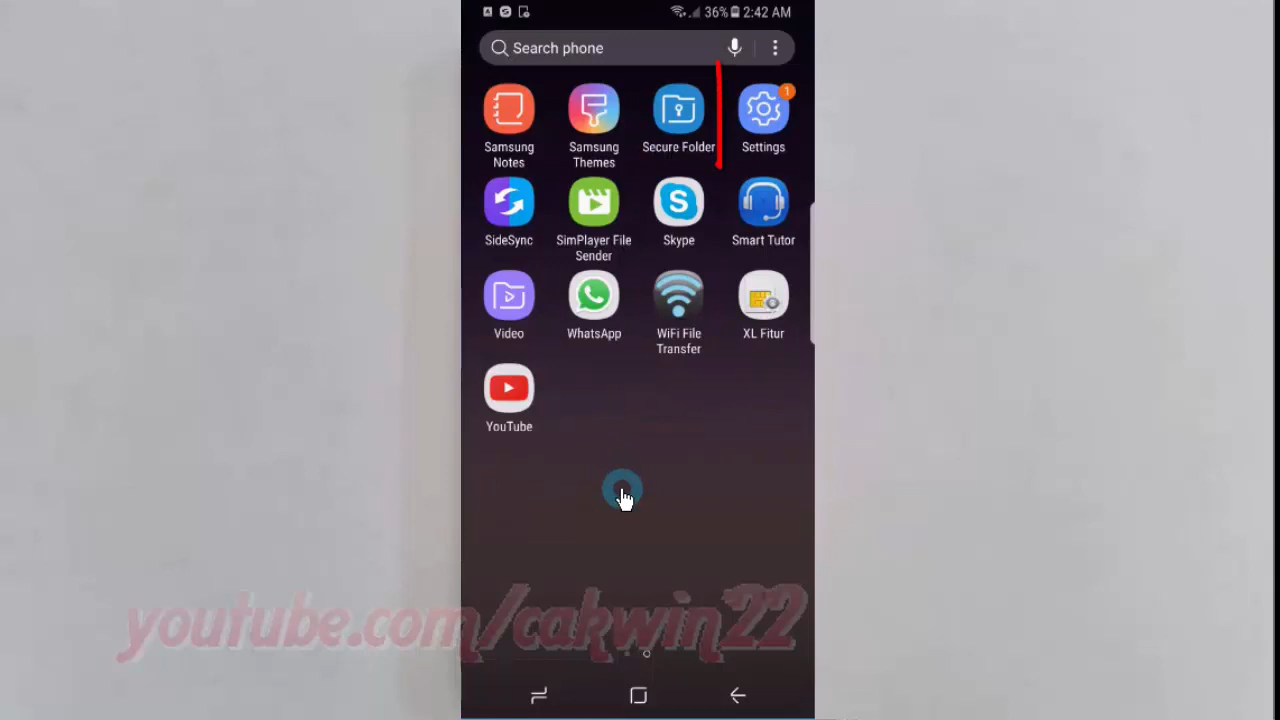 36% 2:42 AM
Search phone
Samsung Notes
Samsung Themes
Secure Folder
Settings
1
SideSync
SimPlayer File Sender
Skype
Smart Tutor
Video
WhatsApp
WiFi File Transfer
XL Fitur
YouTube
youtube.com/cakwin22